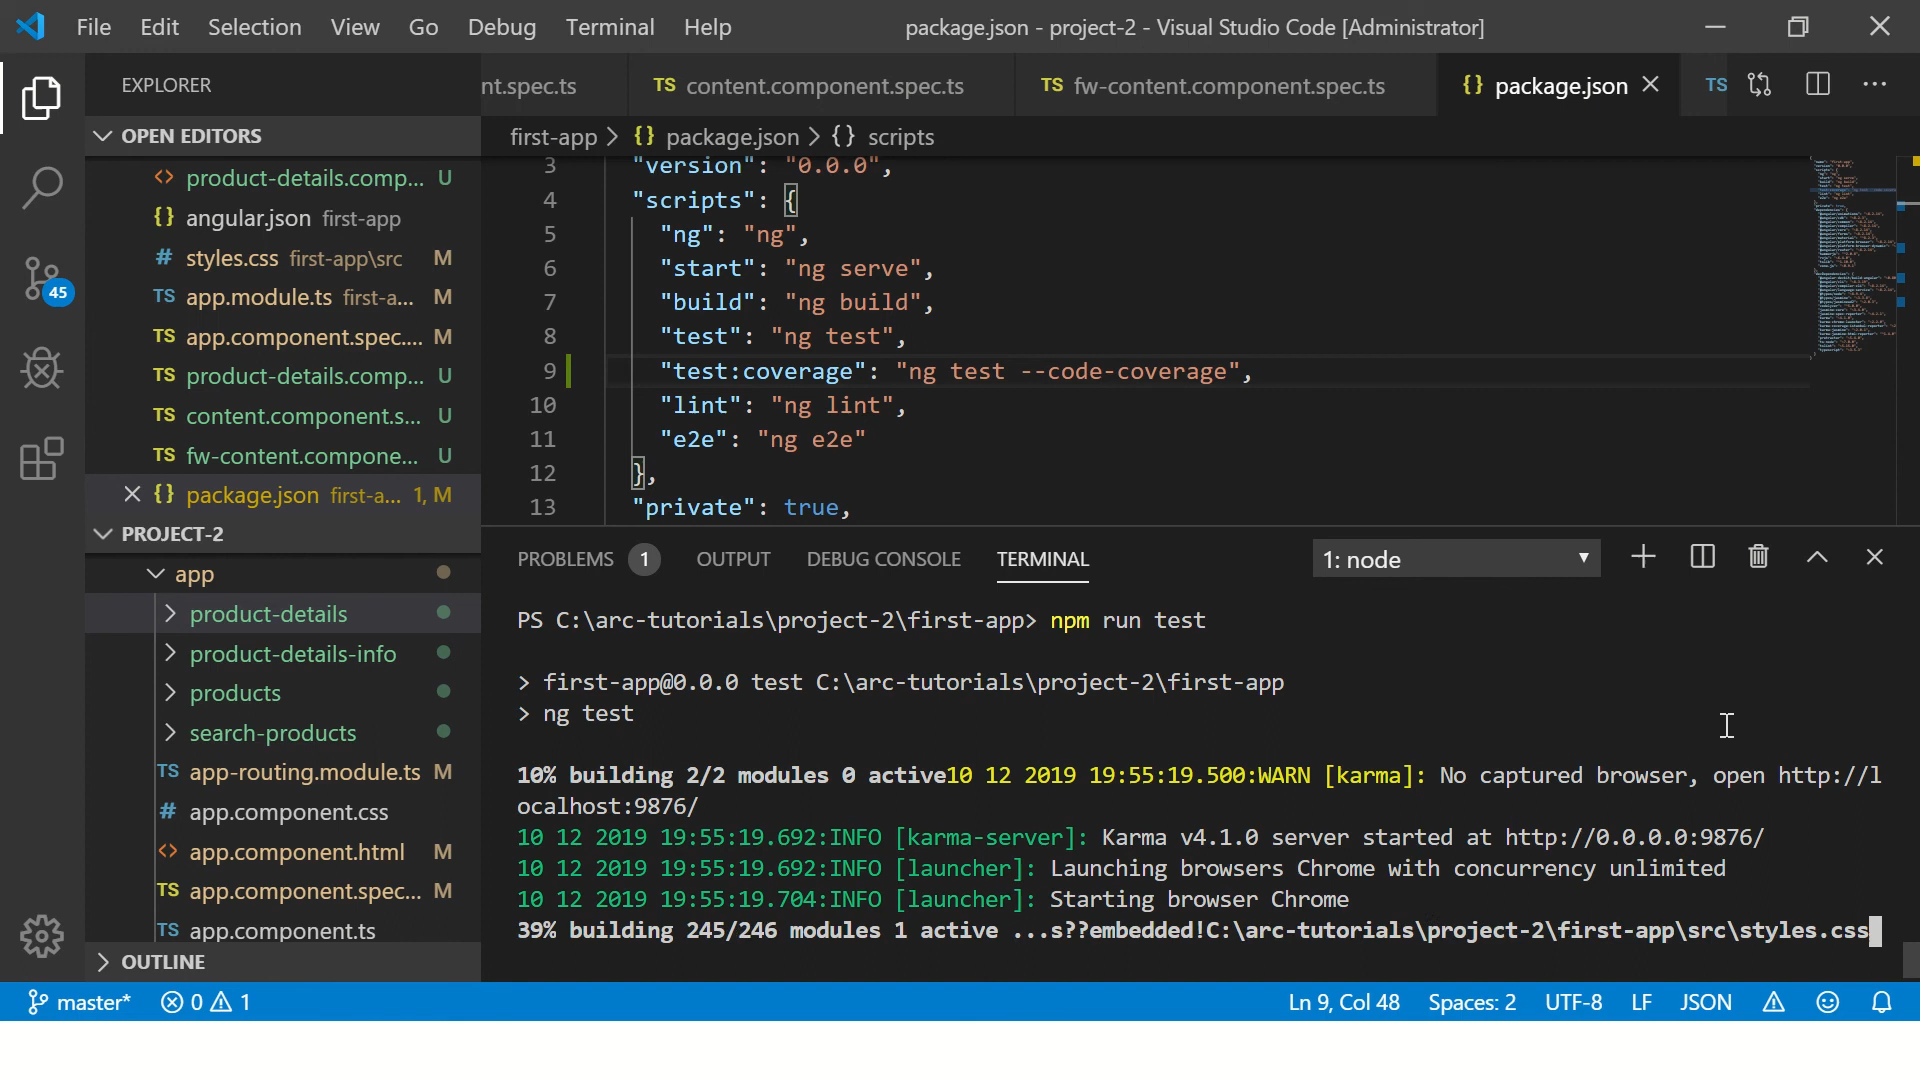 File Edit Selection View Go Debug Terminal Help package.json - project-2 - Visual Studio Code [Administrator]
EXPLORER
nt.spec.ts TS content.component.spec.ts TS fw-content.component.spec.ts {} package.json TS ...
OPEN EDITORS
first-app > {} package.json > {} scripts
<> product-details.comp... U
{} angular.json first-app
# styles.css first-app\src M
TS app.module.ts first-a... M
TS app.component.spec.... M
TS product-details.comp... U
TS content.component.s... U
TS fw-content.compone... U
{} package.json first-a... 1, M
45
3 "version": "0.0.0",
4 "scripts": {
5 "ng": "ng",
6 "start": "ng serve",
7 "build": "ng build",
8 "test": "ng test",
9 "test:coverage": "ng test --code-coverage",
10 "lint": "ng lint",
11 "e2e": "ng e2e"
12 },
13 "private": true,
PROJECT-2
app
product-details
product-details-info
products
search-products
TS app-routing.module.ts M
# app.component.css
<> app.component.html M
TS app.component.spec... M
TS app.component.ts
OUTLINE
PROBLEMS 1 OUTPUT DEBUG CONSOLE TERMINAL 1: node
PS C:\arc-tutorials\project-2\first-app> npm run test
> first-app@0.0.0 test C:\arc-tutorials\project-2\first-app
> ng test
10% building 2/2 modules 0 active10 12 2019 19:55:19.500:WARN [karma]: No captured browser, open http://l
ocalhost:9876/
10 12 2019 19:55:19.692:INFO [karma-server]: Karma v4.1.0 server started at http://0.0.0.0:9876/
10 12 2019 19:55:19.692:INFO [launcher]: Launching browsers Chrome with concurrency unlimited
10 12 2019 19:55:19.704:INFO [launcher]: Starting browser Chrome
39% building 245/246 modules 1 active ...s??embedded!C:\arc-tutorials\project-2\first-app\src\styles.css
master* 0 1 Ln 9, Col 48 Spaces: 2 UTF-8 LF JSON